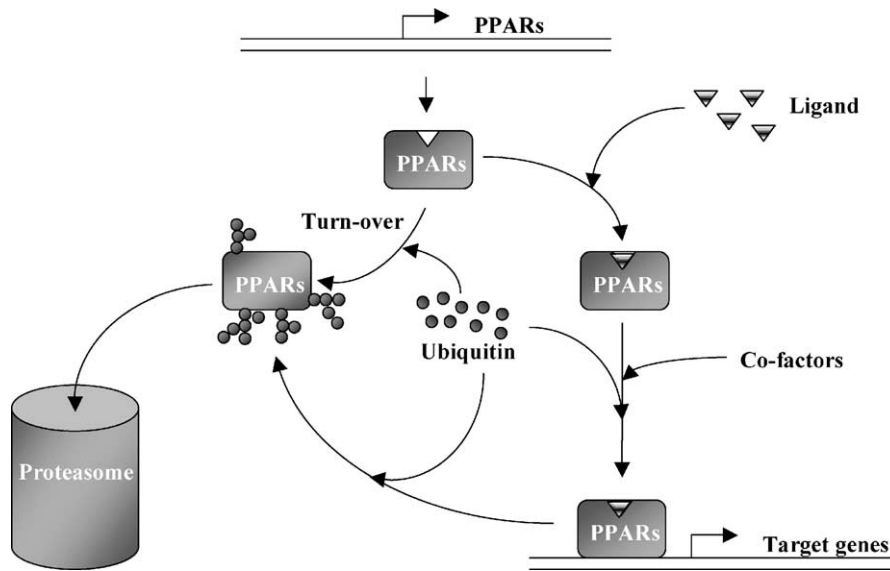 PPARs
Ligand
PPARs
Turn-over
PPARs
PPARs
Ubiquitin
Co-factors
Proteasome
PPARs
Target genes